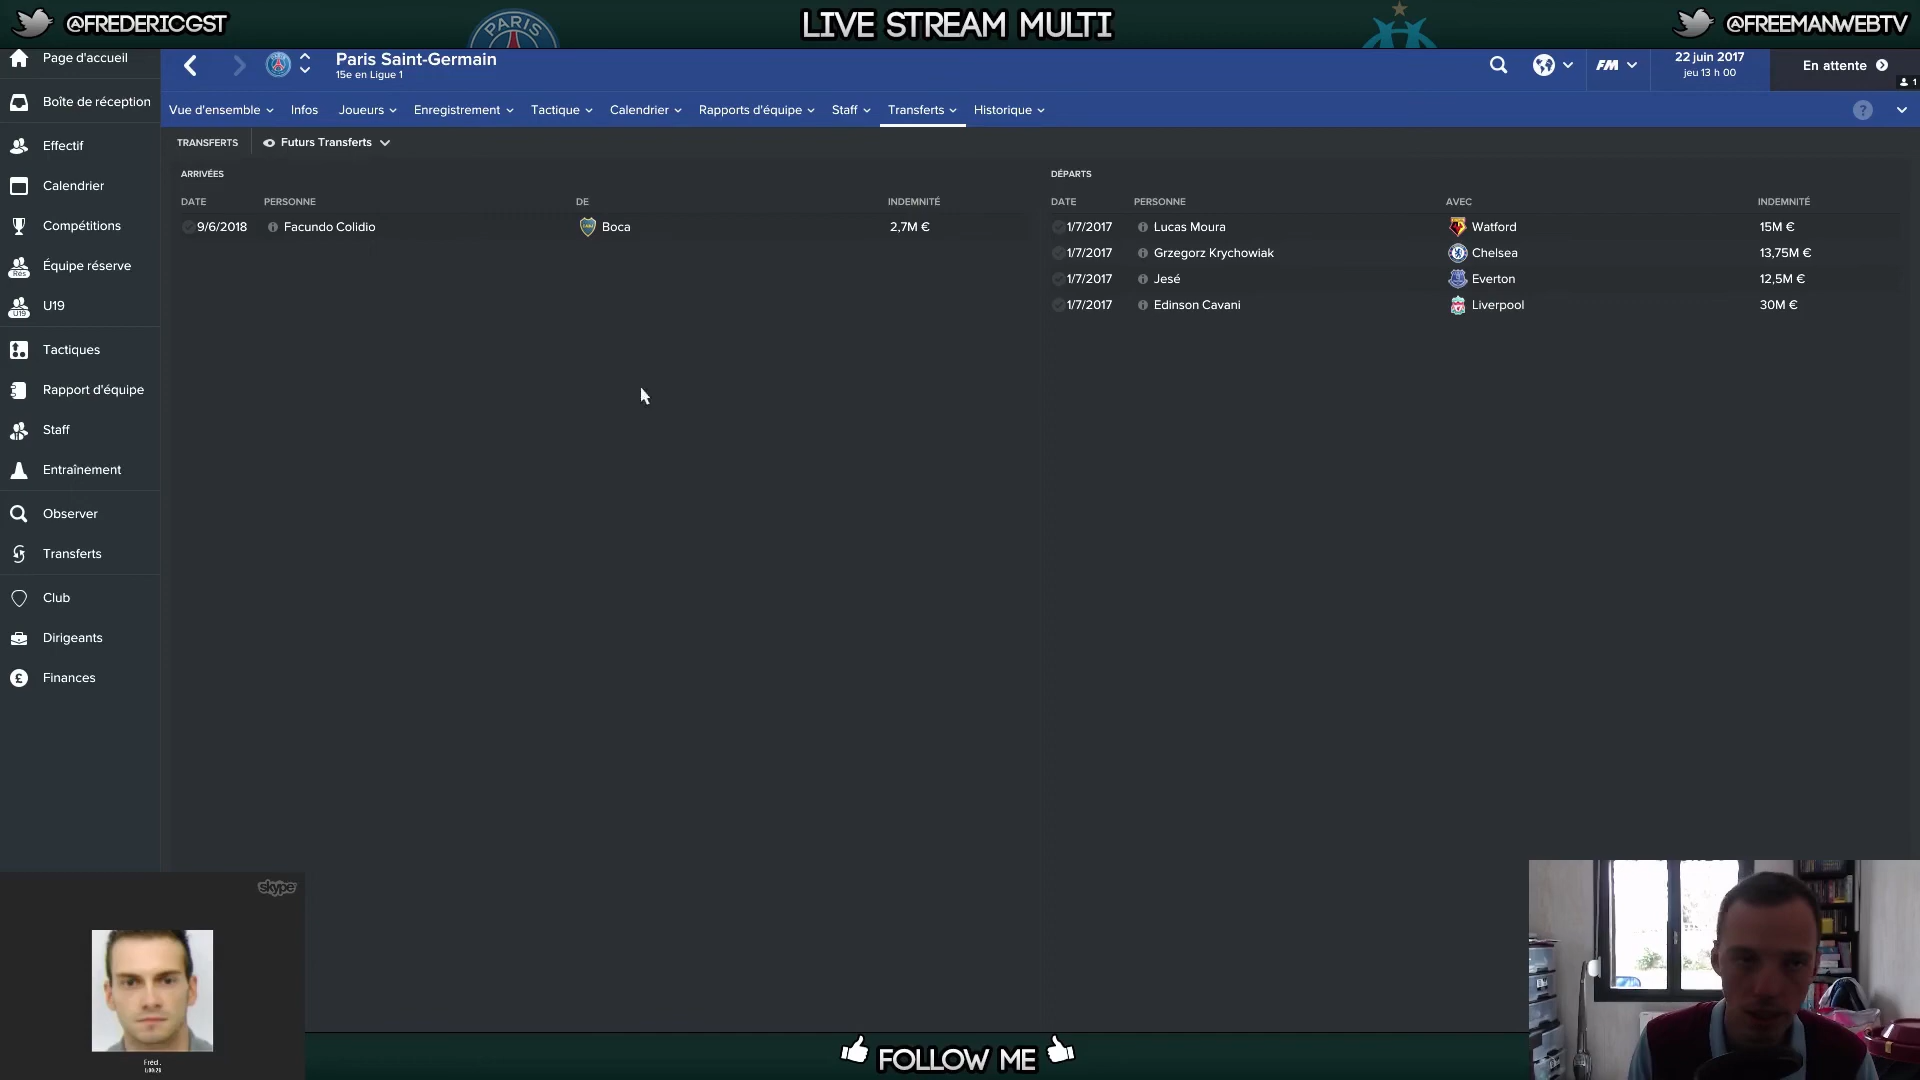 @FREDERICGST
LIVE STREAM MULTI
@FREEMANWEBTV
PARIS
Page d'accueil
Boîte de réception
Effectif
Calendrier
Compétitions
Équipe réserve
U19
Tactiques
Rapport d'équipe
Staff
Entraînement
Observer
Transferts
Club
Dirigeants
Finances
Paris Saint-Germain
15e en Ligue 1
FM
22 juin 2017
jeu 13 h 00
En attente
1
Vue d'ensemble Infos Joueurs Enregistrement Tactique Calendrier Rapports d'équipe Staff Transferts Historique
TRANSFERTS Futurs Transferts
ARRIVÉES
DATE PERSONNE DE INDEMNITÉ
9/6/2018 Facundo Colidio Boca 2,7M €
DÉPARTS
DATE PERSONNE AVEC INDEMNITÉ
1/7/2017 Lucas Moura Watford 15M €
1/7/2017 Grzegorz Krychowiak Chelsea 13,75M €
1/7/2017 Jesé Everton 12,5M €
1/7/2017 Edinson Cavani Liverpool 30M €
skype
FOLLOW ME